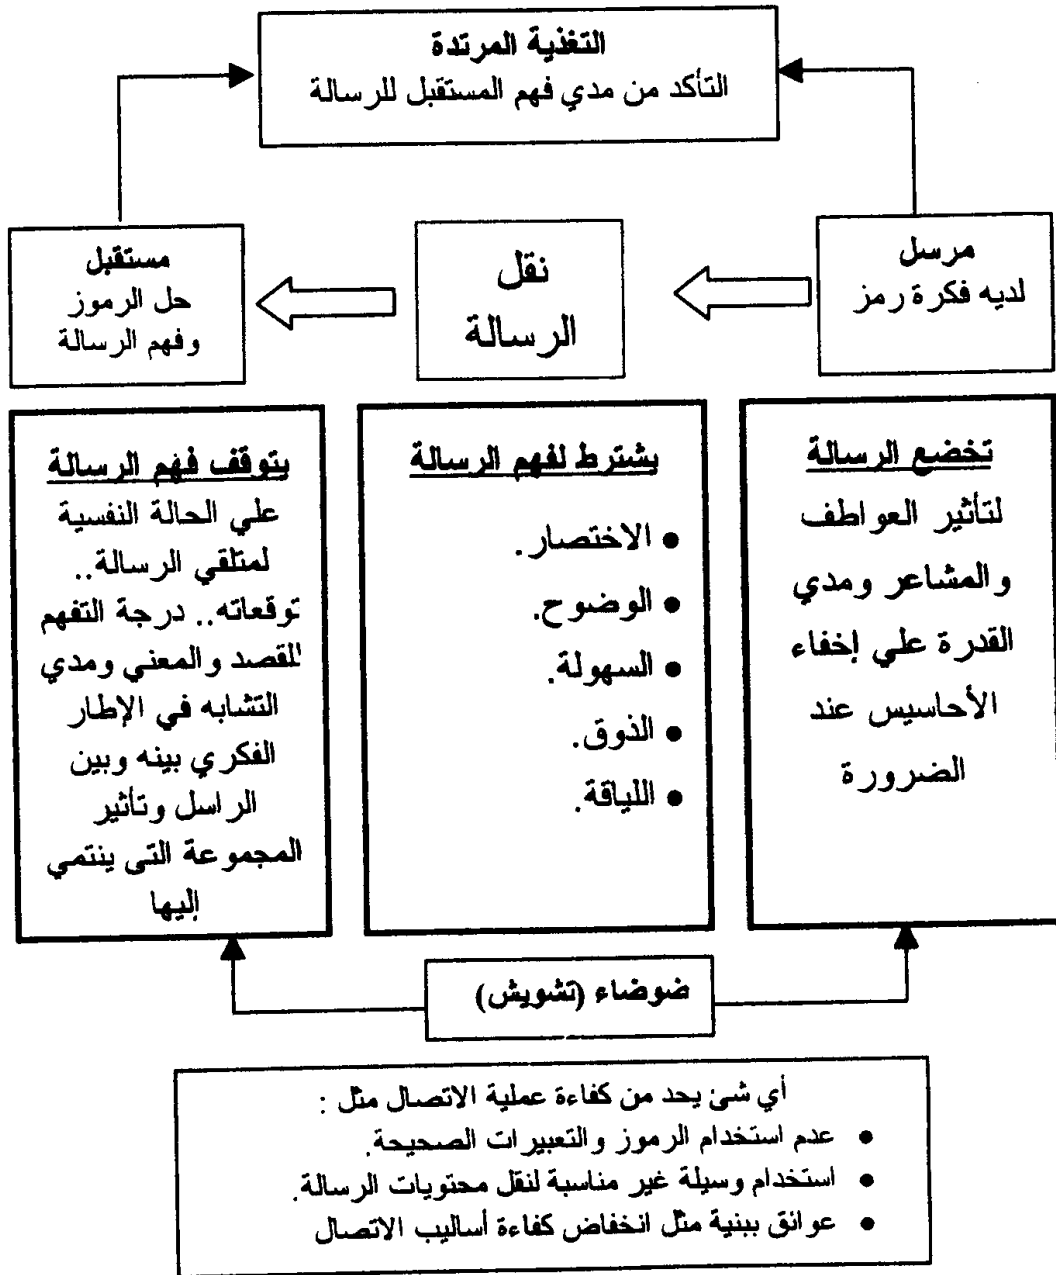 التغذية المرتدة
التأكد من مدي فهم المستقبل للرسالة
مرسل
لديه فكرة رمز
نقل
الرسالة
مستقبل
حل الرموز
وفهم الرسالة
تخضع الرسالة
لتأثير العواطف
والمشاعر ومدي
القدرة علي إخفاء
الأحاسيس عند
الضرورة
يشترط لفهم الرسالة
● الاختصار.
● الوضوح.
● السهولة.
● الذوق.
● اللياقة.
يتوقف فهم الرسالة
علي الحالة النفسية
لمتلقي الرسالة..
توقعاته.. درجة التفهم
للقصد والمعني ومدي
التشابه في الإطار
الفكري بينه وبين
الراسل وتأثير
المجموعة التي ينتمي
إليها
ضوضاء (تشويش)
أي شئ يحد من كفاءة عملية الاتصال مثل :
● عدم استخدام الرموز والتعبيرات الصحيحة.
● استخدام وسيلة غير مناسبة لنقل محتويات الرسالة.
● عوائق بيئية مثل انخفاض كفاءة أساليب الاتصال